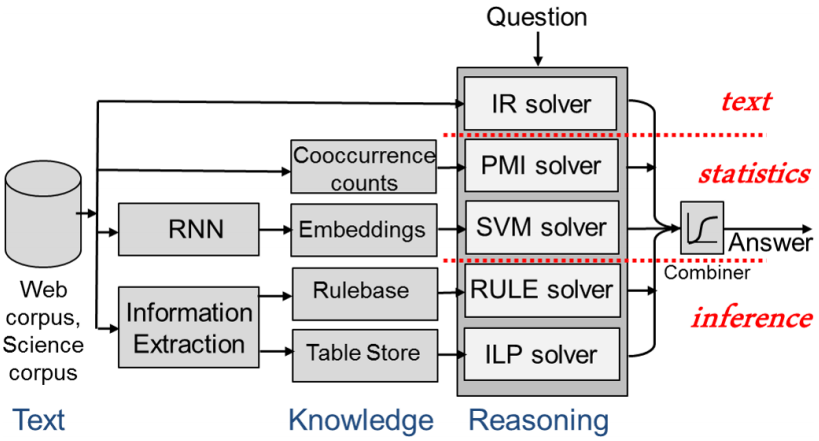 Question
IR solver
text
Cooccurrence
counts
PMI solver
statistics
RNN
Embeddings
SVM solver
Answer
Combiner
Web
corpus,
Science
corpus
Information
Extraction
Rulebase
RULE solver
inference
Table Store
ILP solver
Text
Knowledge
Reasoning